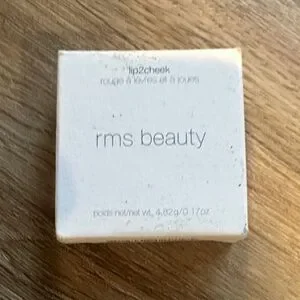 lip2cheek
rouge à lèvres et à joues
rms beauty
poids net/net wt. 4.82g/0.17oz